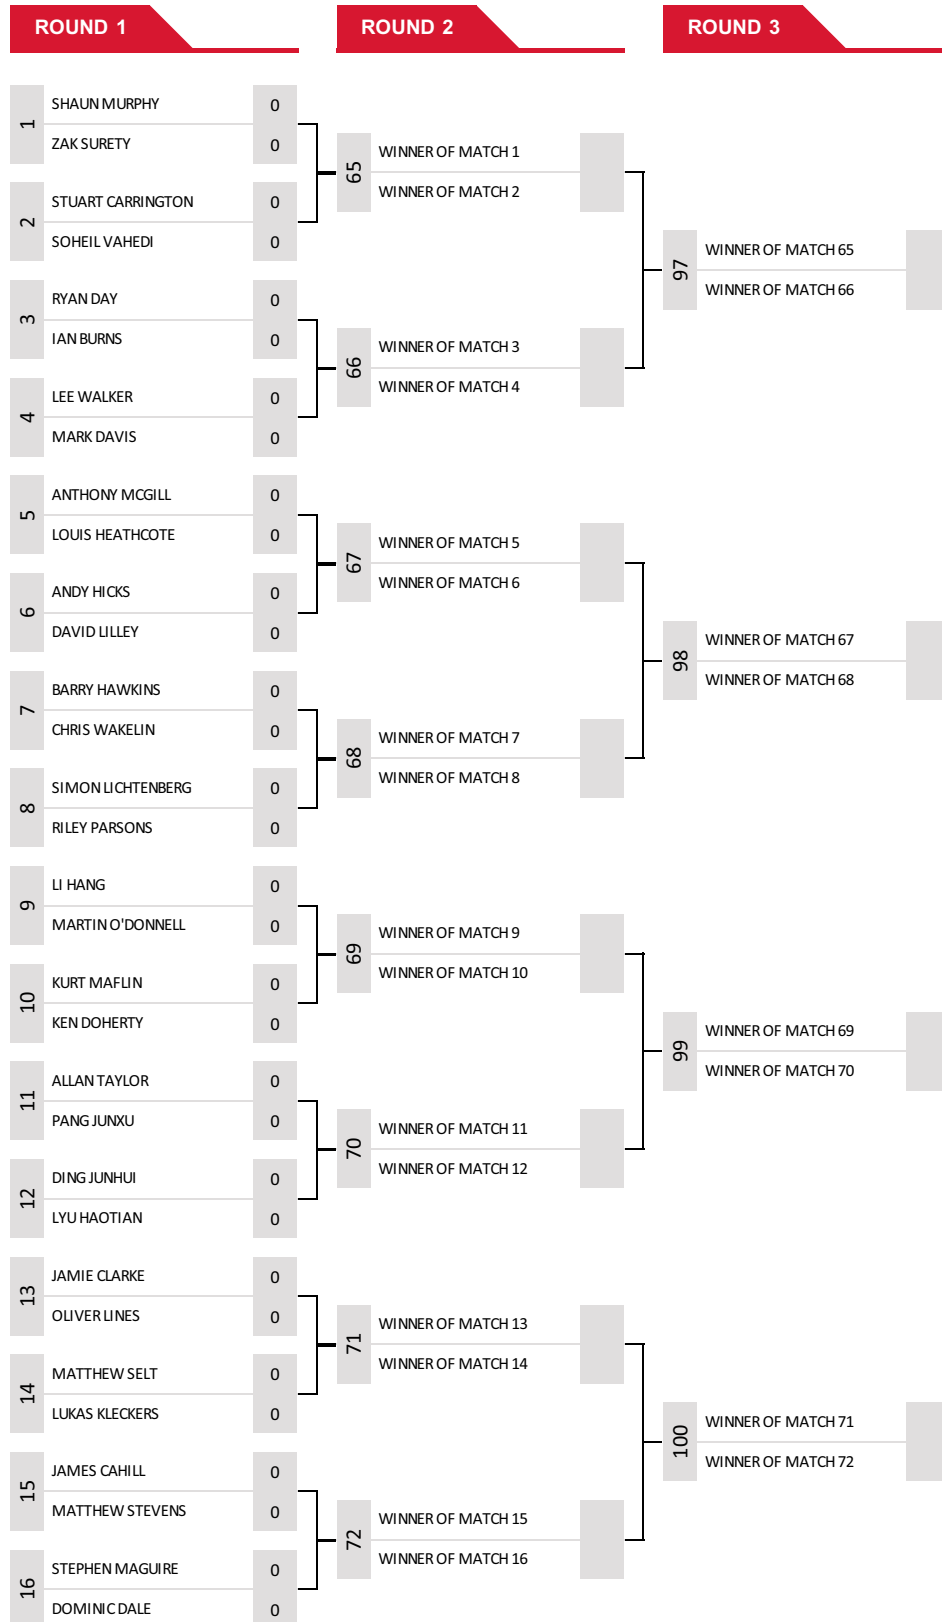 ROUND 1
ROUND 2
ROUND 3
1
SHAUN MURPHY 0
ZAK SURETY 0
2
STUART CARRINGTON 0
SOHEIL VAHEDI 0
3
RYAN DAY 0
IAN BURNS 0
4
LEE WALKER 0
MARK DAVIS 0
5
ANTHONY MCGILL 0
LOUIS HEATHCOTE 0
6
ANDY HICKS 0
DAVID LILLEY 0
7
BARRY HAWKINS 0
CHRIS WAKELIN 0
8
SIMON LICHTENBERG 0
RILEY PARSONS 0
9
LI HANG 0
MARTIN O'DONNELL 0
10
KURT MAFLIN 0
KEN DOHERTY 0
11
ALLAN TAYLOR 0
PANG JUNXU 0
12
DING JUNHUI 0
LYU HAOTIAN 0
13
JAMIE CLARKE 0
OLIVER LINES 0
14
MATTHEW SELT 0
LUKAS KLECKERS 0
15
JAMES CAHILL 0
MATTHEW STEVENS 0
16
STEPHEN MAGUIRE 0
DOMINIC DALE 0
65
WINNER OF MATCH 1
WINNER OF MATCH 2
66
WINNER OF MATCH 3
WINNER OF MATCH 4
67
WINNER OF MATCH 5
WINNER OF MATCH 6
68
WINNER OF MATCH 7
WINNER OF MATCH 8
69
WINNER OF MATCH 9
WINNER OF MATCH 10
70
WINNER OF MATCH 11
WINNER OF MATCH 12
71
WINNER OF MATCH 13
WINNER OF MATCH 14
72
WINNER OF MATCH 15
WINNER OF MATCH 16
97
WINNER OF MATCH 65
WINNER OF MATCH 66
98
WINNER OF MATCH 67
WINNER OF MATCH 68
99
WINNER OF MATCH 69
WINNER OF MATCH 70
100
WINNER OF MATCH 71
WINNER OF MATCH 72